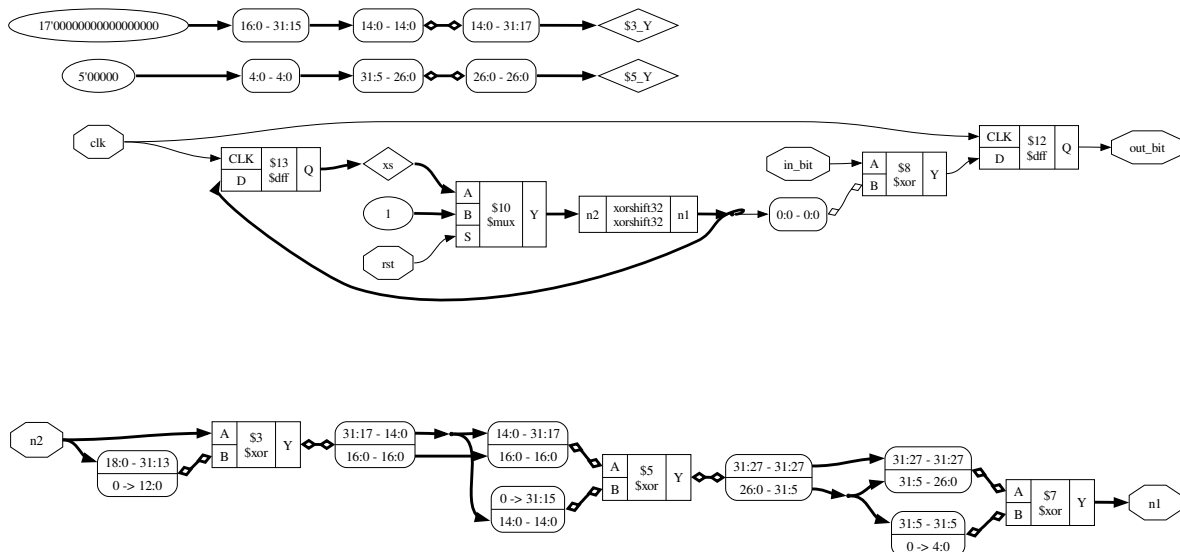 17'00000000000000000
16:0 - 31:15
14:0 - 14:0
14:0 - 31:17
$3_Y
5'00000
4:0 - 4:0
31:5 - 26:0
26:0 - 26:0
$5_Y
clk
CLK
D
$13
$dff
Q
xs
1
rst
A
B
S
$10
$mux
Y
n2
xorshift32
xorshift32
n1
0:0 - 0:0
in_bit
A
B
$8
$xor
Y
CLK
D
$12
$dff
Q
out_bit
n2
18:0 - 31:13
0 -> 12:0
A
B
$3
$xor
Y
31:17 - 14:0
16:0 - 16:0
14:0 - 31:17
16:0 - 16:0
0 -> 31:15
14:0 - 14:0
A
B
$5
$xor
Y
31:27 - 31:27
26:0 - 31:5
31:27 - 31:27
31:5 - 26:0
31:5 - 31:5
0 -> 4:0
A
B
$7
$xor
Y
n1